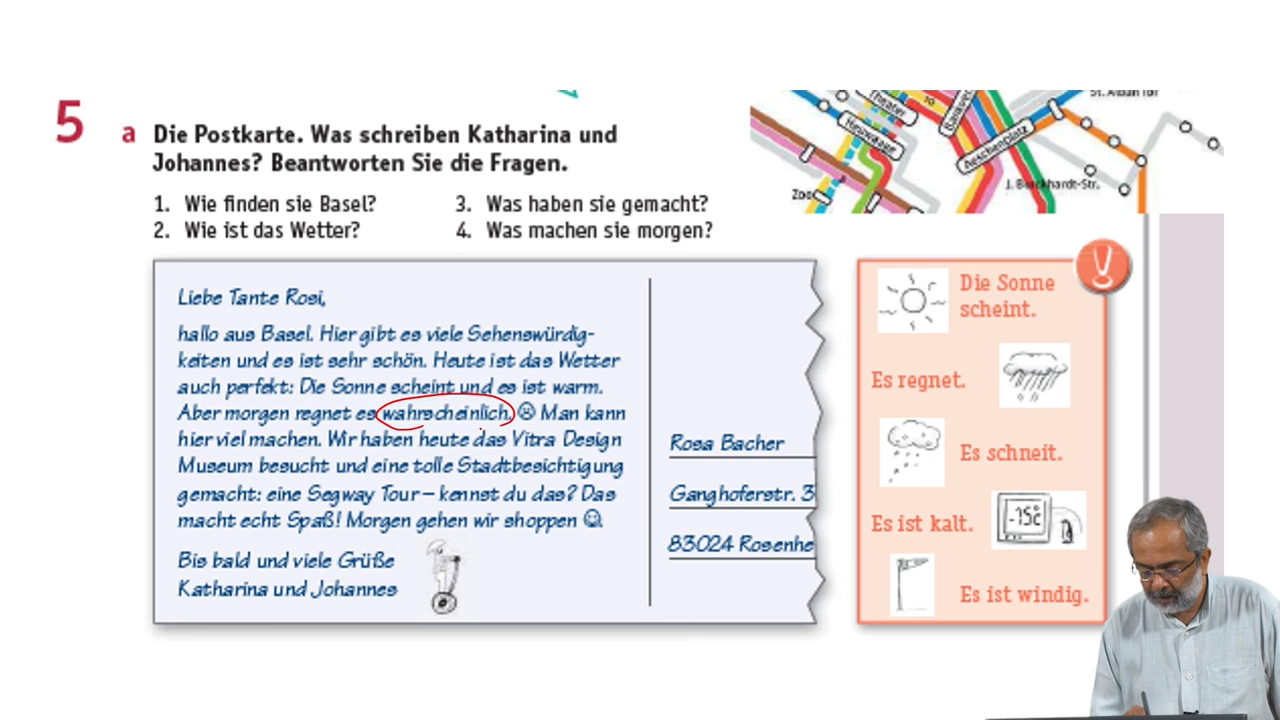 5
a Die Postkarte. Was schreiben Katharina und
Johannes? Beantworten Sie die Fragen.
1. Wie finden sie Basel?
2. Wie ist das Wetter?
3. Was haben sie gemacht?
4. Was machen sie morgen?
Theater
10
Heuwaage
Aeschenplatz
St. Alban Tor
J. Burckhardt-Str.
Zoo
Liebe Tante Rosi,
hallo aus Basel. Hier gibt es viele Sehenswürdig-
keiten und es ist sehr schön. Heute ist das Wetter
auch perfekt: Die Sonne scheint und es ist warm.
Aber morgen regnet es wahrscheinlich. ☹ Man kann
hier viel machen. Wir haben heute das Vitra Design
Museum besucht und eine tolle Stadtbesichtigung
gemacht: eine Segway Tour – kennst du das? Das
macht echt Spaß! Morgen gehen wir shoppen ☺.
Bis bald und viele Grüße
Katharina und Johannes
Rosa Bacher
Ganghoferstr. 3
83024 Rosenhe
!
Die Sonne
scheint.
Es regnet.
Es schneit.
Es ist kalt.
-15c
Es ist windig.